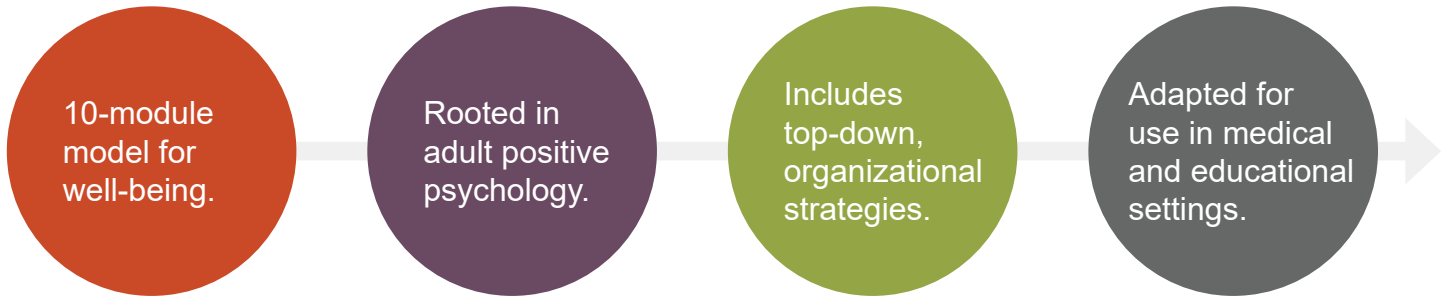 10-module
model for
well-being.
Rooted in
adult positive
psychology.
Includes
top-down,
organizational
strategies.
Adapted for
use in medical
and educational
settings.